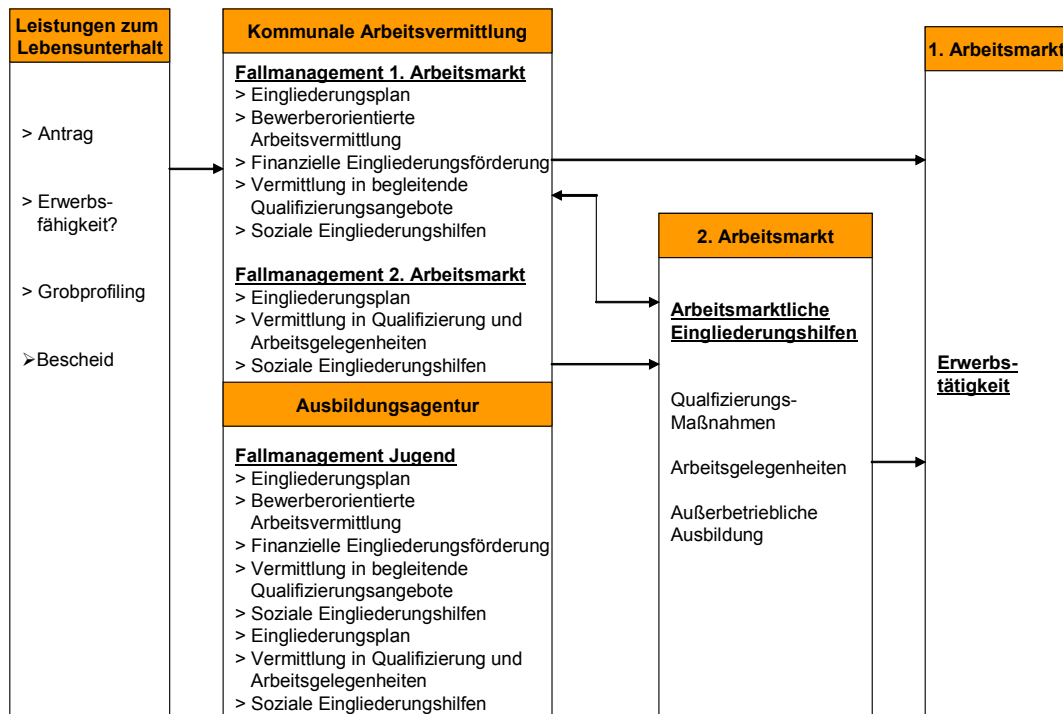 Leistungen zum
Lebensunterhalt
> Antrag
> Erwerbs-
fähigkeit?
> Grobprofiling
➢Bescheid
Kommunale Arbeitsvermittlung
Fallmanagement 1. Arbeitsmarkt
> Eingliederungsplan
> Bewerberorientierte
Arbeitsvermittlung
> Finanzielle Eingliederungsförderung
> Vermittlung in begleitende
Qualifizierungsangebote
> Soziale Eingliederungshilfen
Fallmanagement 2. Arbeitsmarkt
> Eingliederungsplan
> Vermittlung in Qualifizierung und
Arbeitsgelegenheiten
> Soziale Eingliederungshilfen
Ausbildungsagentur
Fallmanagement Jugend
> Eingliederungsplan
> Bewerberorientierte
Arbeitsvermittlung
> Finanzielle Eingliederungsförderung
> Vermittlung in begleitende
Qualifizierungsangebote
> Soziale Eingliederungshilfen
> Eingliederungsplan
> Vermittlung in Qualifizierung und
Arbeitsgelegenheiten
> Soziale Eingliederungshilfen
2. Arbeitsmarkt
Arbeitsmarktliche
Eingliederungshilfen
Qualfizierungs-
Maßnahmen
Arbeitsgelegenheiten
Außerbetriebliche
Ausbildung
1. Arbeitsmarkt
Erwerbs-
tätigkeit